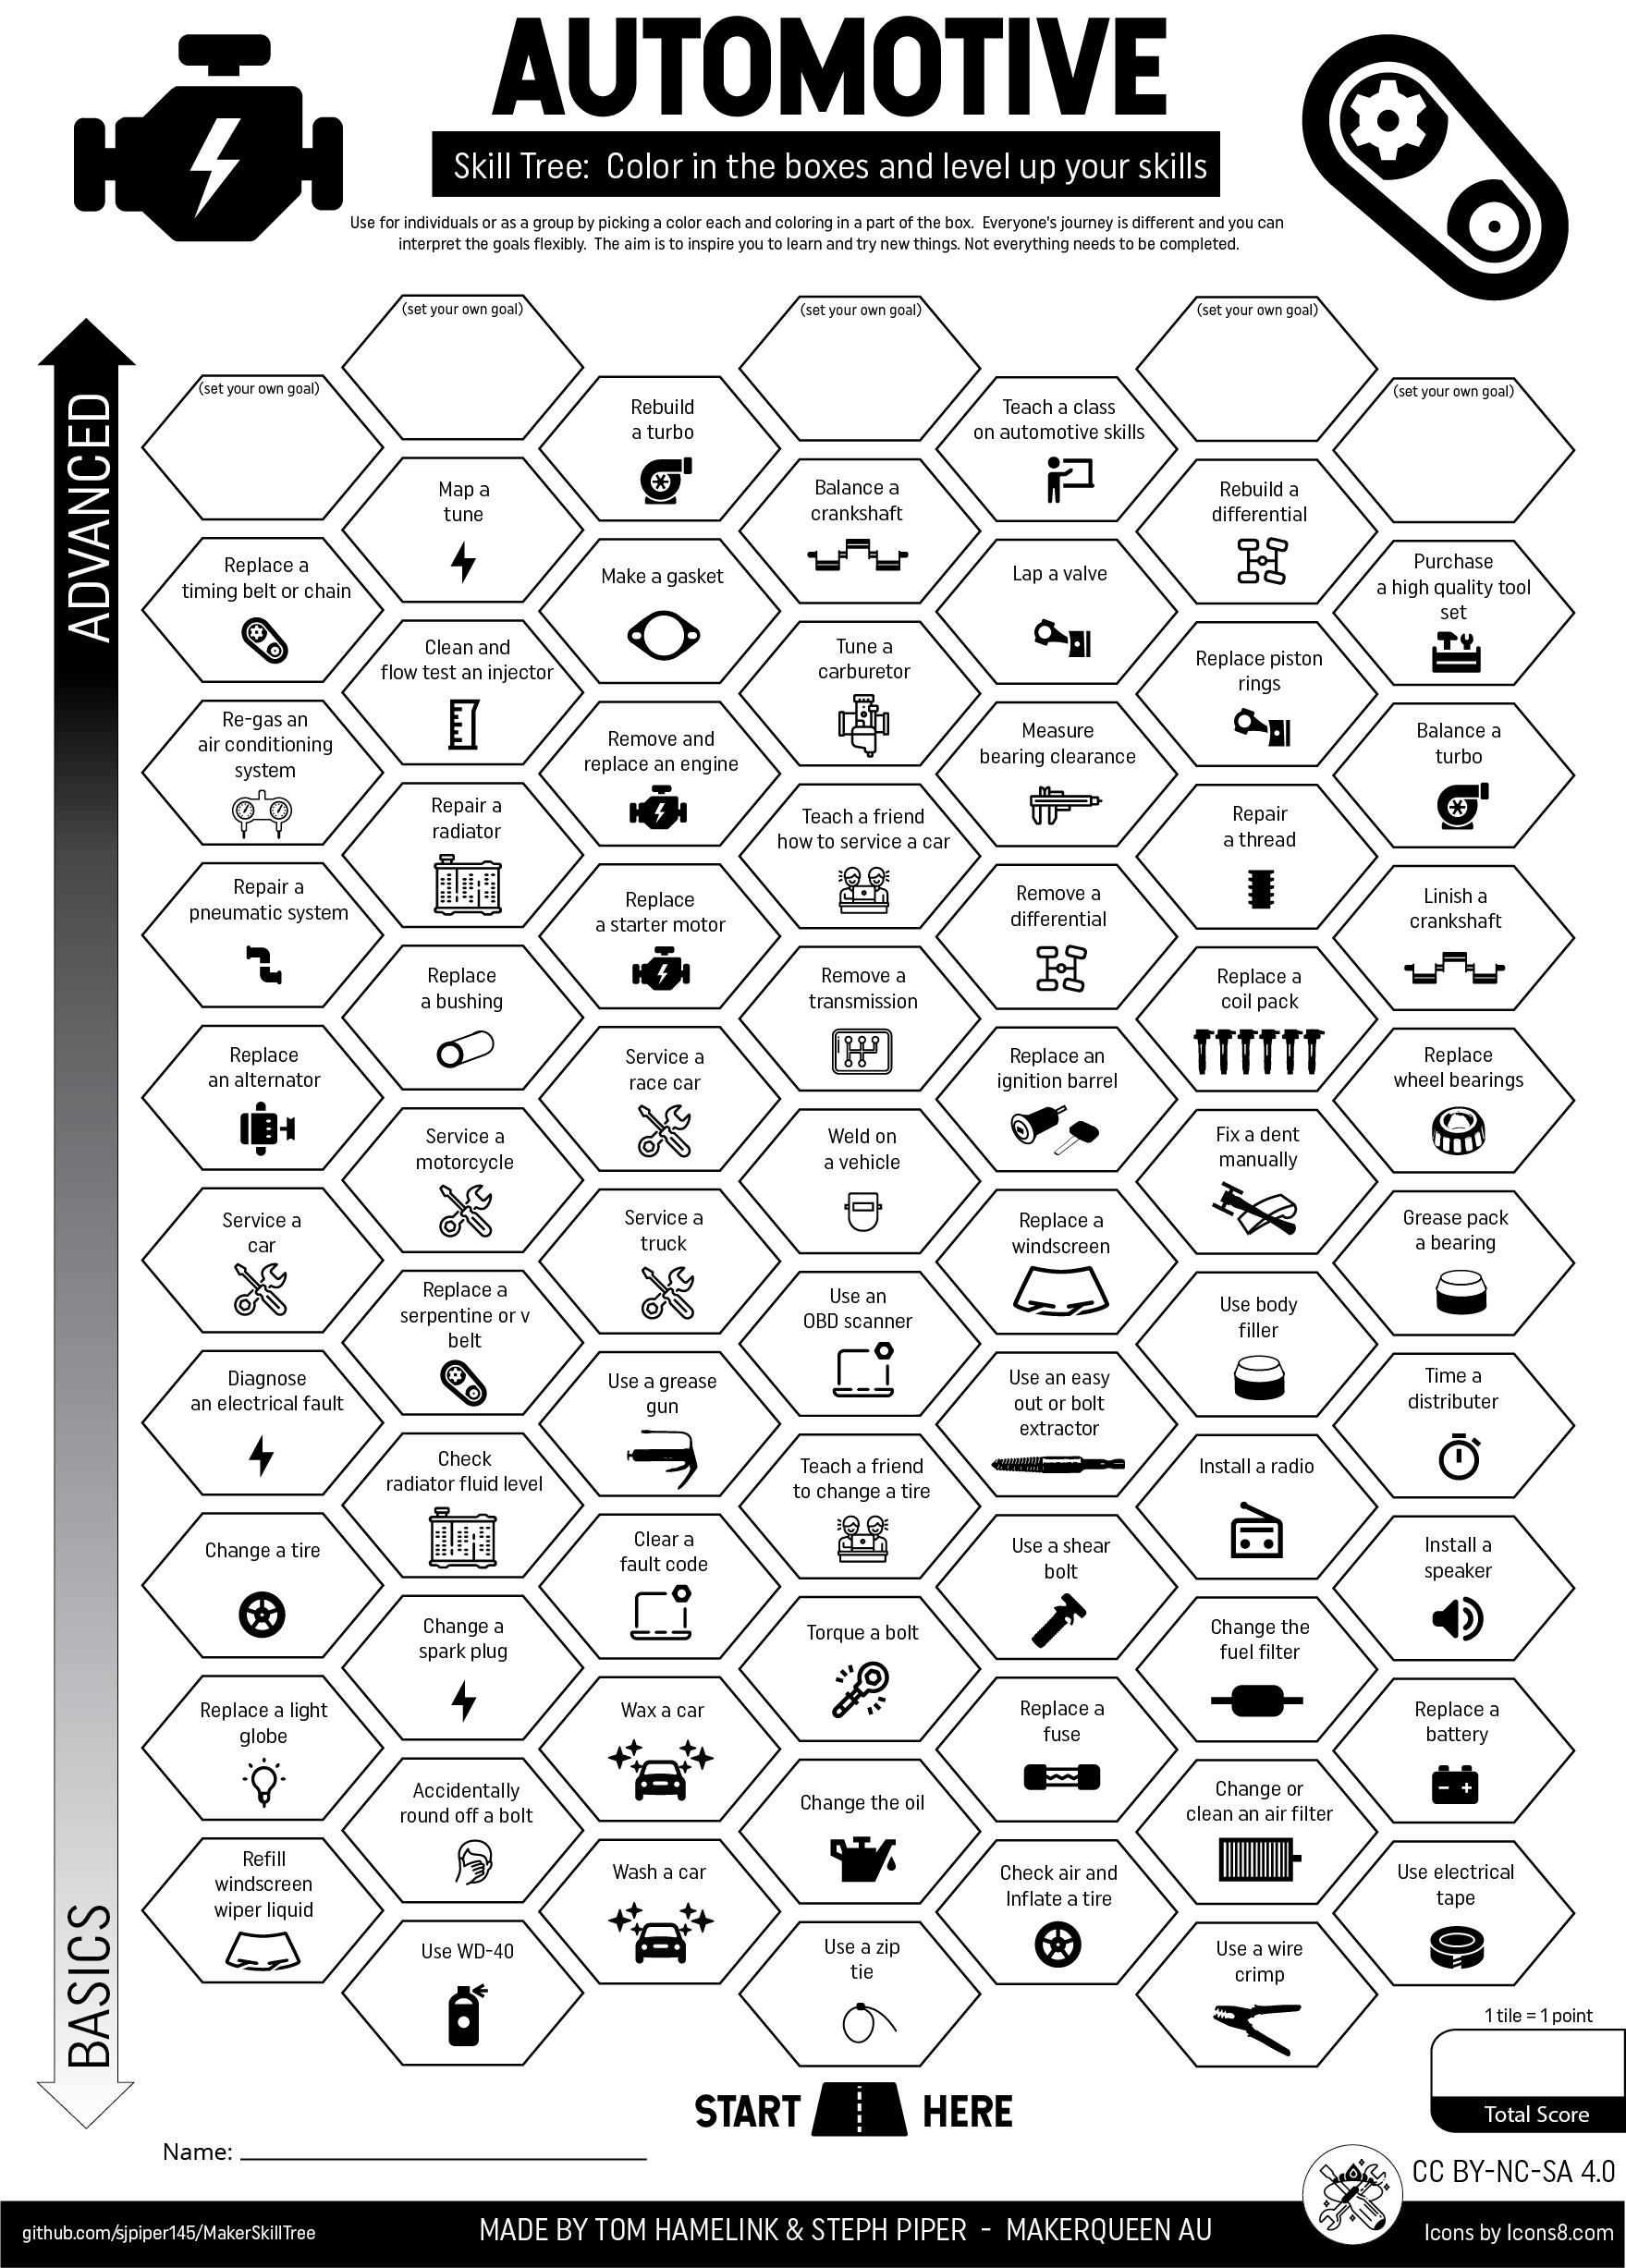 AUTOMOTIVE
Skill Tree:  Color in the boxes and level up your skills
Use for individuals or as a group by picking a color each and coloring in a part of the box.  Everyone's journey is different and you can
interpret the goals flexibly.  The aim is to inspire you to learn and try new things. Not everything needs to be completed.
ADVANCED
BASICS
(set your own goal)
(set your own goal)
(set your own goal)
(set your own goal)
(set your own goal)
Rebuild
a turbo
Teach a class
on automotive skills
Map a
tune
Balance a
crankshaft
Rebuild a
differential
Replace a
timing belt or chain
Make a gasket
Lap a valve
Purchase
a high quality tool
set
Clean and
flow test an injector
Tune a
carburetor
Replace piston
rings
Re-gas an
air conditioning
system
Remove and
replace an engine
Measure
bearing clearance
Balance a
turbo
Repair a
radiator
Teach a friend
how to service a car
Repair
a thread
Repair a
pneumatic system
Replace
a starter motor
Remove a
differential
Linish a
crankshaft
Replace
a bushing
Remove a
transmission
Replace a
coil pack
Replace
an alternator
Service a
race car
Replace an
ignition barrel
Replace
wheel bearings
Service a
motorcycle
Weld on
a vehicle
Fix a dent
manually
Service a
car
Service a
truck
Replace a
windscreen
Grease pack
a bearing
Replace a
serpentine or v
belt
Use an
OBD scanner
Use body
filler
Diagnose
an electrical fault
Use a grease
gun
Use an easy
out or bolt
extractor
Time a
distributer
Check
radiator fluid level
Teach a friend
to change a tire
Install a radio
Change a tire
Clear a
fault code
Use a shear
bolt
Install a
speaker
Change a
spark plug
Torque a bolt
Change the
fuel filter
Replace a light
globe
Wax a car
Replace a
fuse
Replace a
battery
Accidentally
round off a bolt
Change the oil
Change or
clean an air filter
Refill
windscreen
wiper liquid
Wash a car
Check air and
Inflate a tire
Use electrical
tape
Use WD-40
Use a zip
tie
Use a wire
crimp
1 tile = 1 point
Total Score
START HERE
Name:
CC BY-NC-SA 4.0
github.com/sjpiper145/MakerSkillTree
MADE BY TOM HAMELINK & STEPH PIPER  -  MAKERQUEEN AU
Icons by Icons8.com